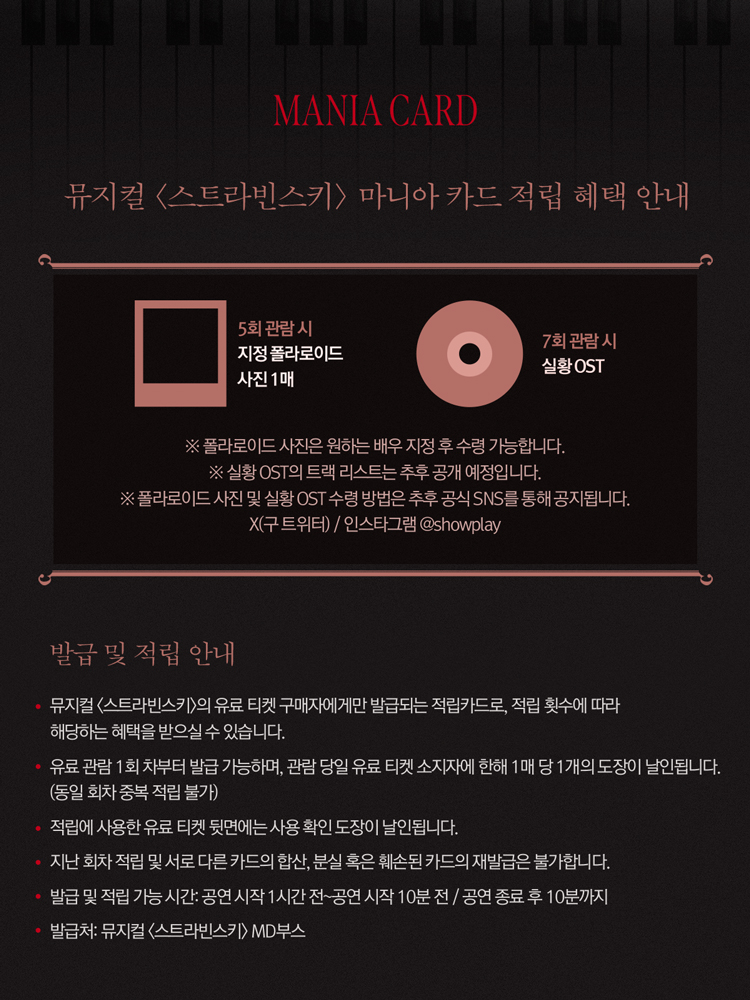 MANIA CARD
뮤지컬 〈스트라빈스키〉 마니아 카드 적립 혜택 안내
5회 관람 시
지정 폴라로이드
사진 1매
7회 관람 시
실황 OST
※ 폴라로이드 사진은 원하는 배우 지정 후 수령 가능합니다.
※ 실황 OST의 트랙 리스트는 추후 공개 예정입니다.
※ 폴라로이드 사진 및 실황 OST 수령 방법은 추후 공식 SNS를 통해 공지됩니다.
X(구 트위터) / 인스타그램 @showplay
발급 및 적립 안내
• 뮤지컬 〈스트라빈스키〉의 유료 티켓 구매자에게만 발급되는 적립카드로, 적립 횟수에 따라
해당하는 혜택을 받으실 수 있습니다.
• 유료 관람 1회 차부터 발급 가능하며, 관람 당일 유료 티켓 소지자에 한해 1매 당 1개의 도장이 날인됩니다.
(동일 회차 중복 적립 불가)
• 적립에 사용한 유료 티켓 뒷면에는 사용 확인 도장이 날인됩니다.
• 지난 회차 적립 및 서로 다른 카드의 합산, 분실 혹은 훼손된 카드의 재발급은 불가합니다.
• 발급 및 적립 가능 시간: 공연 시작 1시간 전~공연 시작 10분 전 / 공연 종료 후 10분까지
• 발급처: 뮤지컬 〈스트라빈스키〉 MD부스